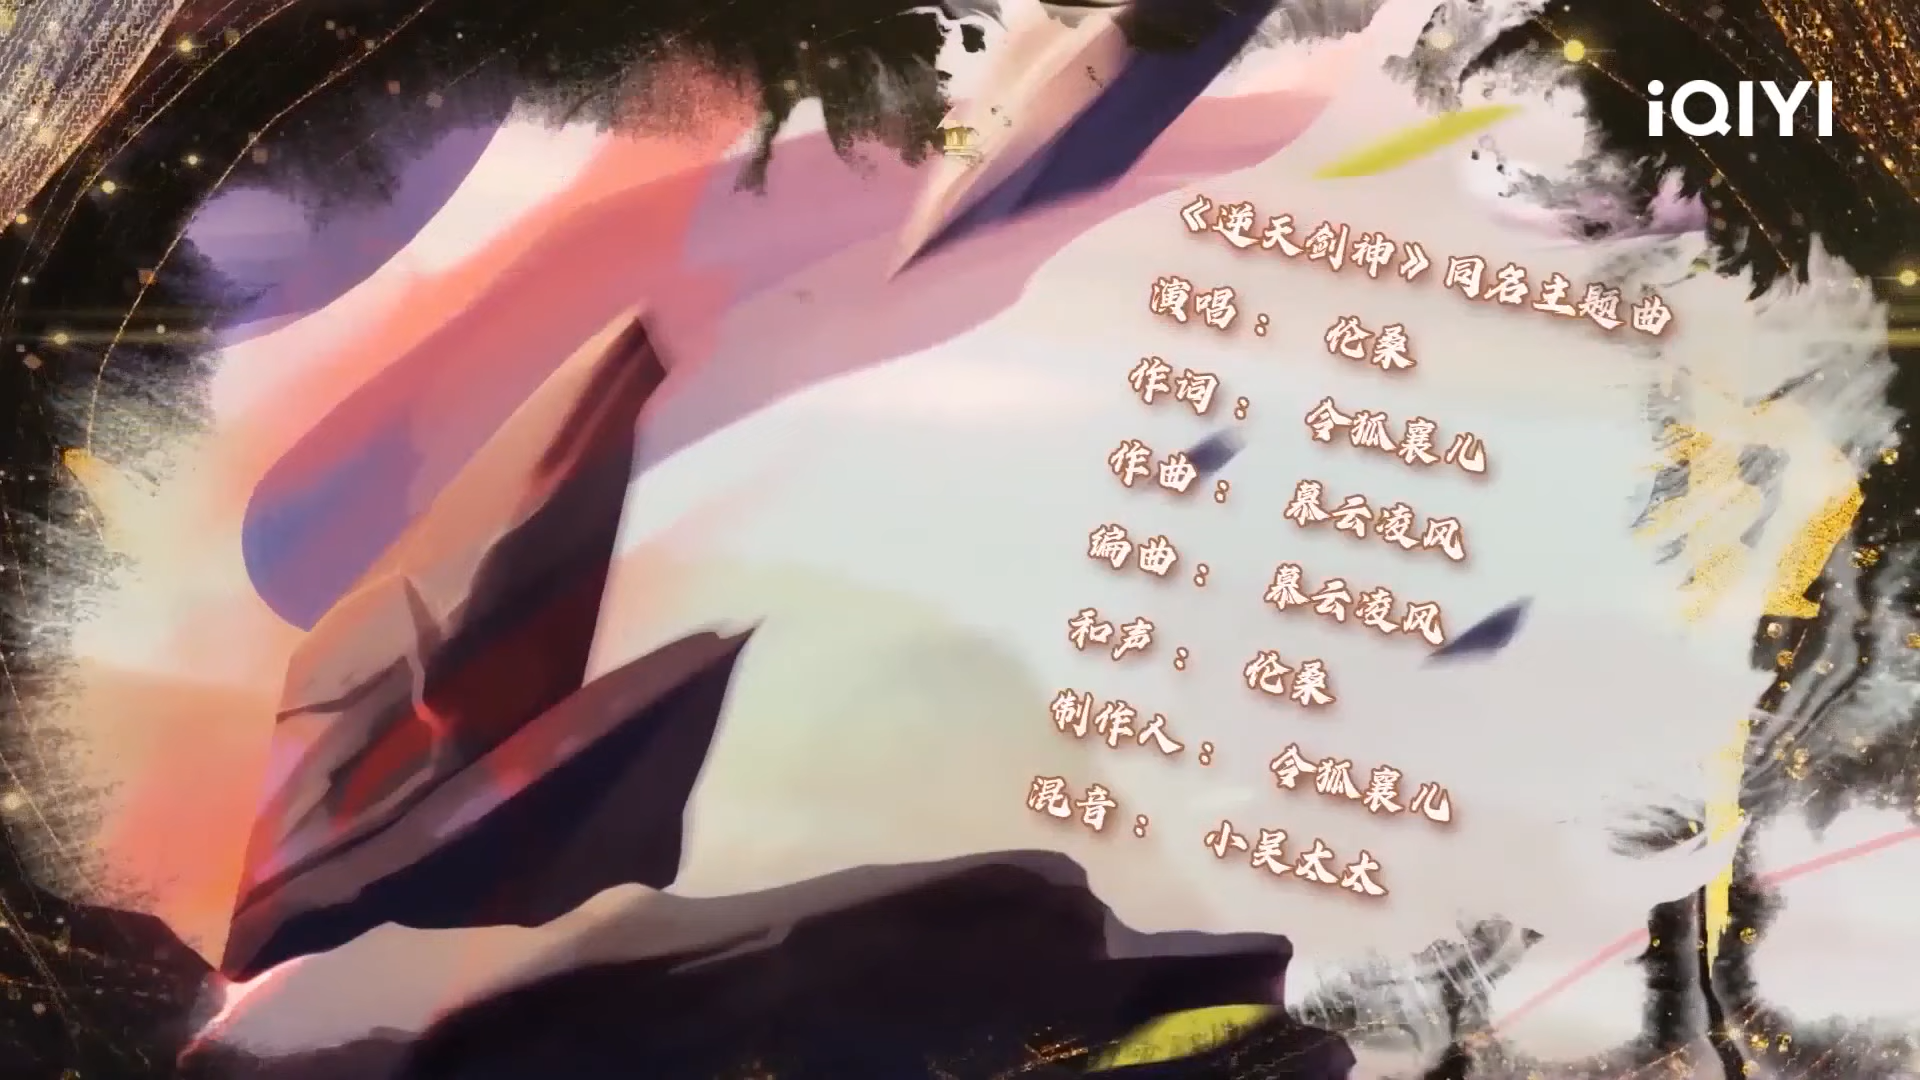 iQIYI
《逆天剑神》同名主题曲
演唱： 伦桑
作词： 令狐襄儿
作曲： 慕云凌风
编曲： 慕云凌风
和声： 伦桑
制作人： 令狐襄儿
混音： 小吴太太